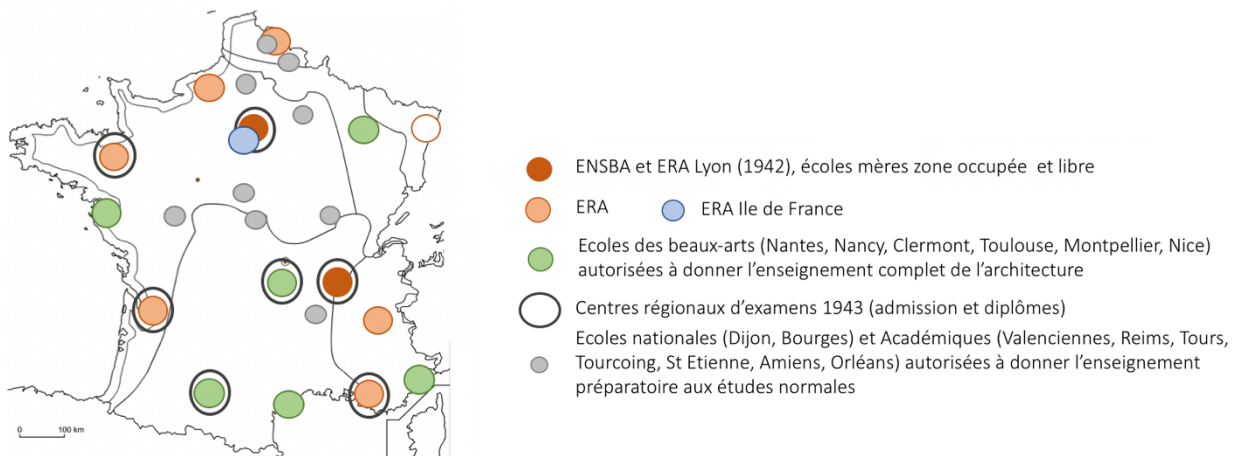 ENSBA et ERA Lyon (1942), écoles mères zone occupée et libre
ERA
ERA Ile de France
Ecoles des beaux-arts (Nantes, Nancy, Clermont, Toulouse, Montpellier, Nice)
autorisées à donner l’enseignement complet de l’architecture
Centres régionaux d’examens 1943 (admission et diplômes)
Ecoles nationales (Dijon, Bourges) et Académiques (Valenciennes, Reims, Tours,
Tourcoing, St Etienne, Amiens, Orléans) autorisées à donner l’enseignement
préparatoire aux études normales
0 100 km